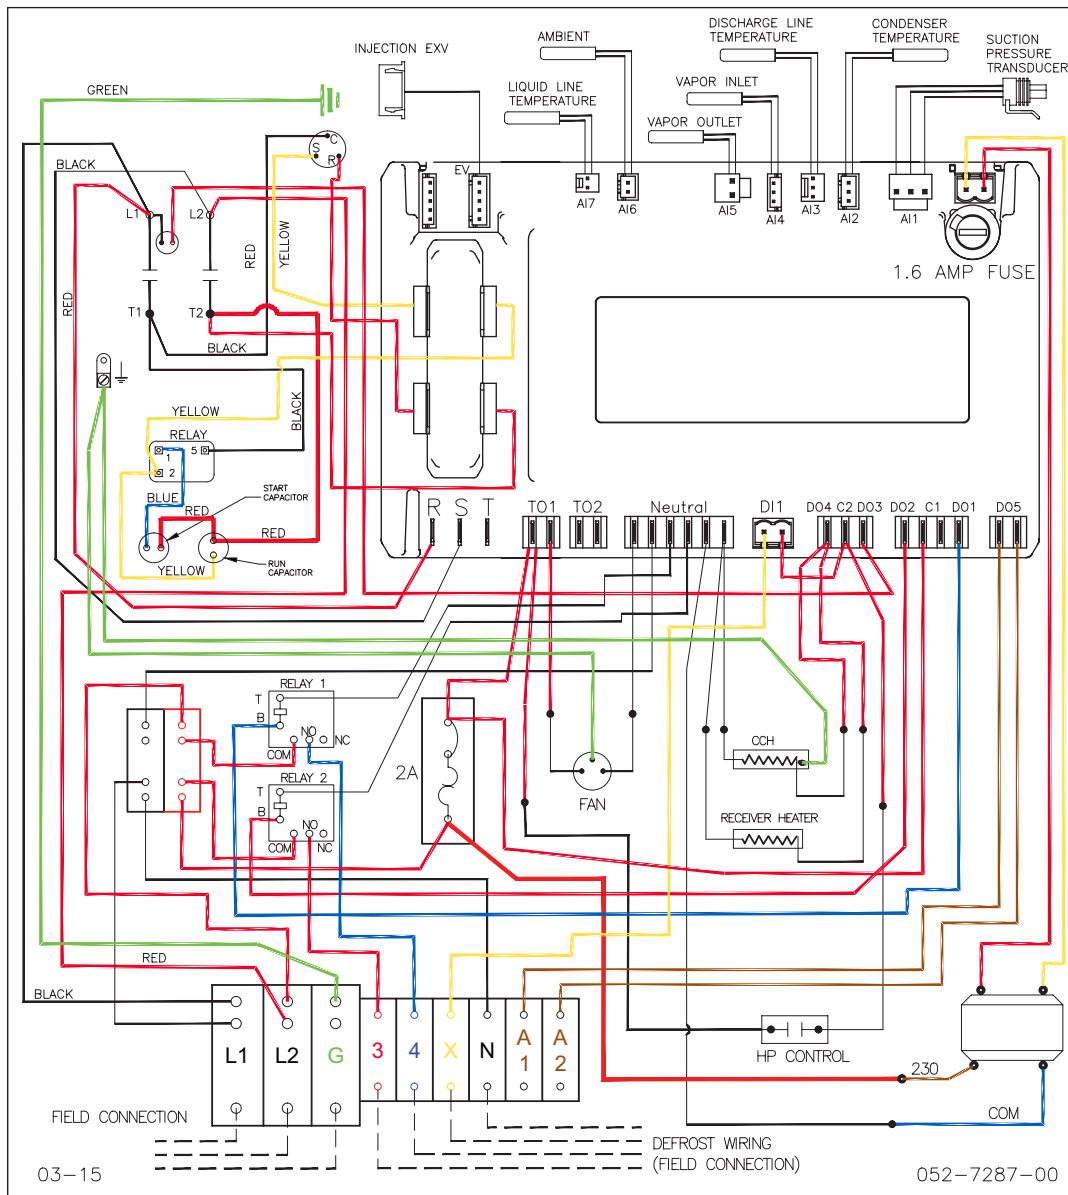 INJECTION EXV
AMBIENT
DISCHARGE LINE
TEMPERATURE
CONDENSER
TEMPERATURE
SUCTION
PRESSURE
TRANSDUCER
LIQUID LINE
TEMPERATURE
VAPOR INLET
VAPOR OUTLET
GREEN
BLACK
S
C
R
EV
AI7
AI6
AI5
AI4
AI3
AI2
AI1
1.6 AMP FUSE
L1
L2
RED
RED
YELLOW
T1
T2
BLACK
BLACK
YELLOW
RELAY
1
5
2
BLUE
START
CAPACITOR
RED
RED
YELLOW
RUN
CAPACITOR
R
S
T
TO1
TO2
Neutral
DI1
DO4
C2
DO3
DO2
C1
DO1
DO5
RELAY 1
T
B
COM
NO
NC
RELAY 2
T
B
COM
NO
NC
2A
FAN
CCH
RECEIVER HEATER
RED
BLACK
L1
L2
G
3
4
X
N
A
1
A
2
HP CONTROL
230
COM
FIELD CONNECTION
DEFROST WIRING
(FIELD CONNECTION)
03-15
052-7287-00